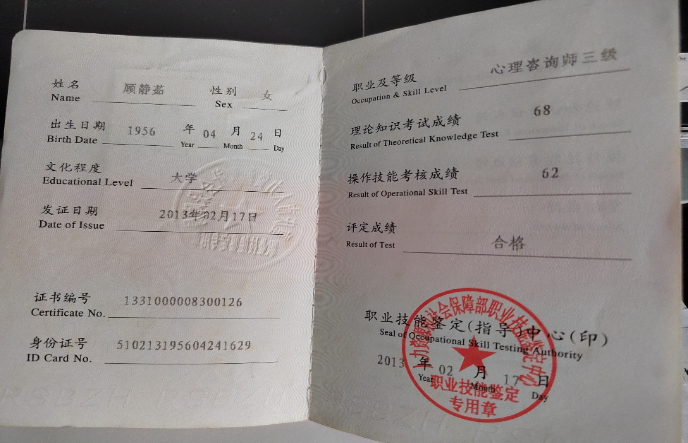 姓名 顾静茹 性别 女
Name Sex
出生日期 1956 年 04 月 24 日
Birth Date Year Month Day
文化程度 大学
Educational Level
发证日期 2013年02月17日
Date of Issue
证书编号 1331000008300126
Certificate No.
身份证号 510213195604241629
ID Card No.
职业及等级 心理咨询师三级
Occupation & Skill Level
理论知识考试成绩 68
Result of Theoretical Knowledge Test
操作技能考核成绩 62
Result of Operational Skill Test
评定成绩 合格
Result of Test
职业技能鉴定(指导)中心(印)
Seal of Occupational Skill Testing Authority
2013 年 02 月 17 日
Year Month Day
职业技能鉴定
专用章